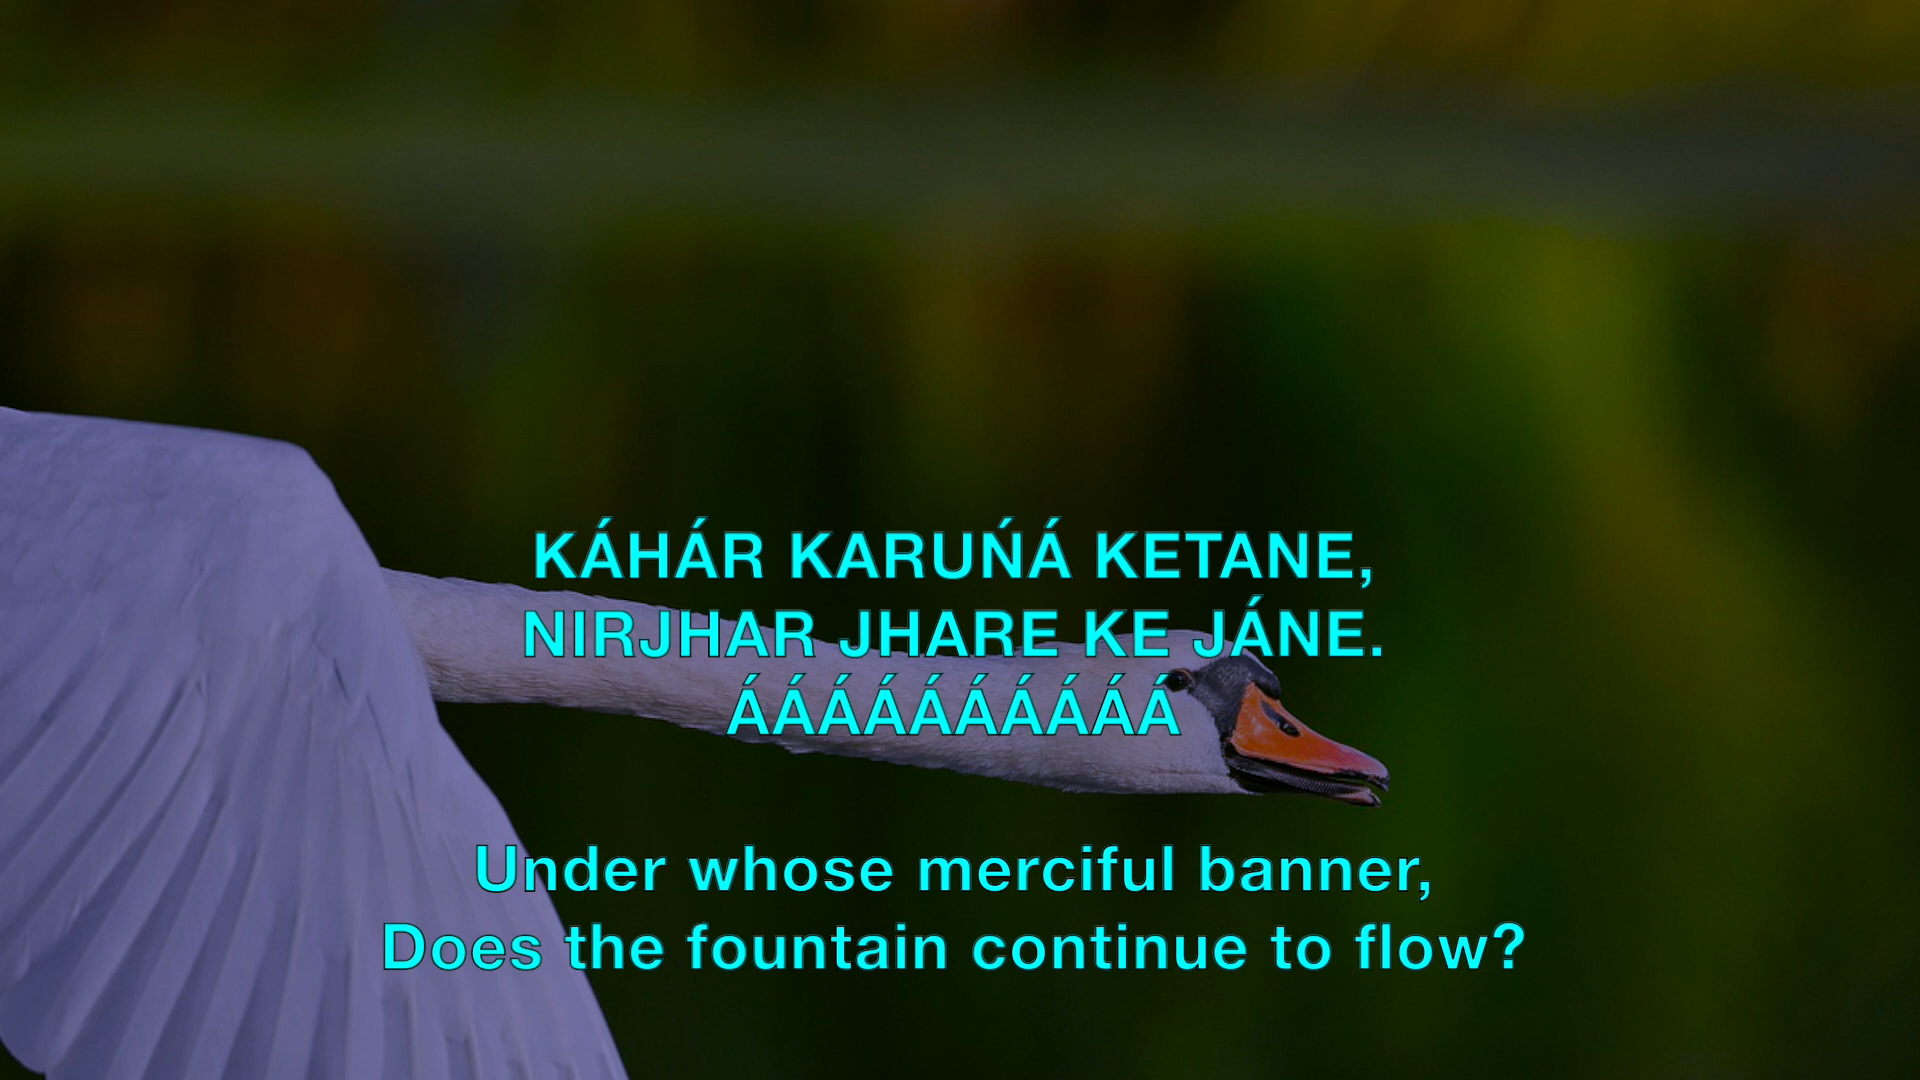 KÁHÁR KARUŃÁ KETANE,
NIRJHAR JHARE KE JÁNE.
ÁÁÁÁÁÁÁÁÁÁ
Under whose merciful banner,
Does the fountain continue to flow?